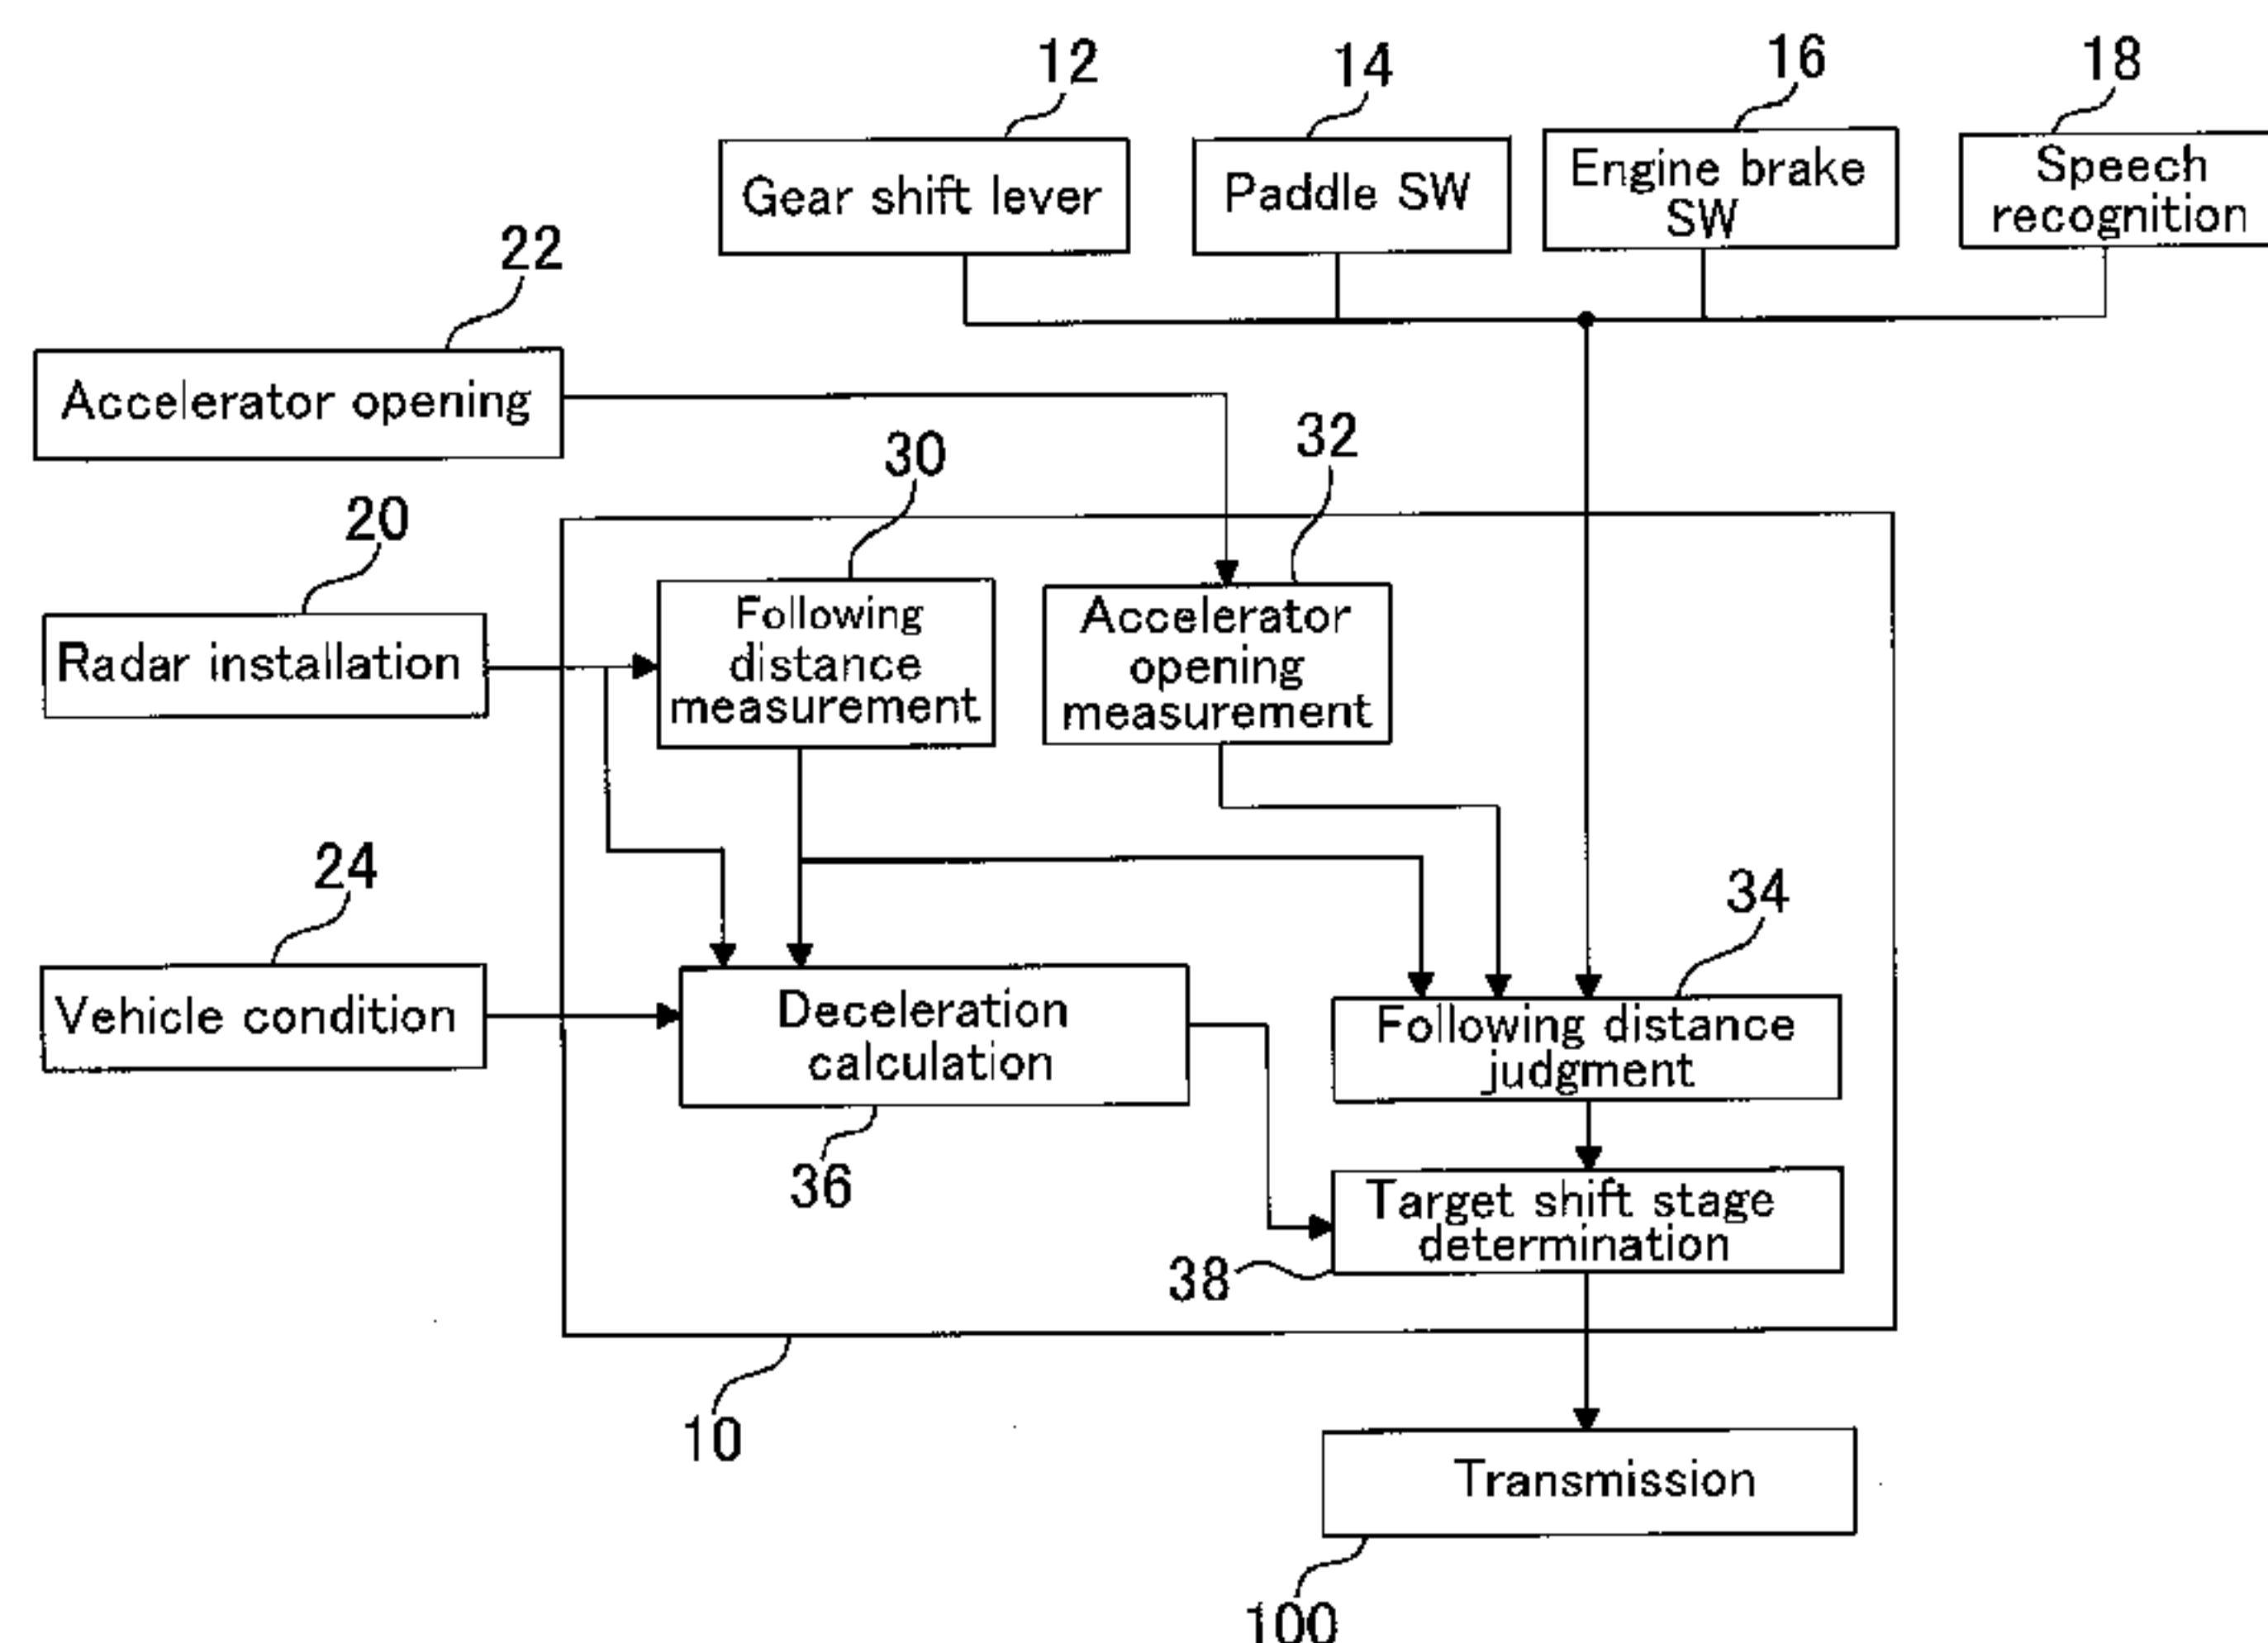 12
14
16
18
Gear shift lever
Paddle SW
Engine brake
SW
Speech
recognition
22
Accelerator opening
30
32
20
Radar installation
Following
distance
measurement
Accelerator
opening
measurement
24
34
Vehicle condition
Deceleration
calculation
Following distance
judgment
36
Target shift stage
determination
38
10
Transmission
100